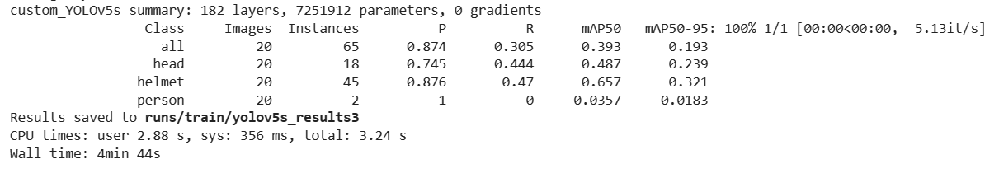 custom_YOLOv5s summary: 182 layers, 7251912 parameters, 0 gradients
Class Images Instances P R mAP50 mAP50-95: 100% 1/1 [00:00<00:00, 5.13it/s]
all 20 65 0.874 0.305 0.393 0.193
head 20 18 0.745 0.444 0.487 0.239
helmet 20 45 0.876 0.47 0.657 0.321
person 20 2 1 0 0.0357 0.0183
Results saved to runs/train/yolov5s_results3
CPU times: user 2.88 s, sys: 356 ms, total: 3.24 s
Wall time: 4min 44s